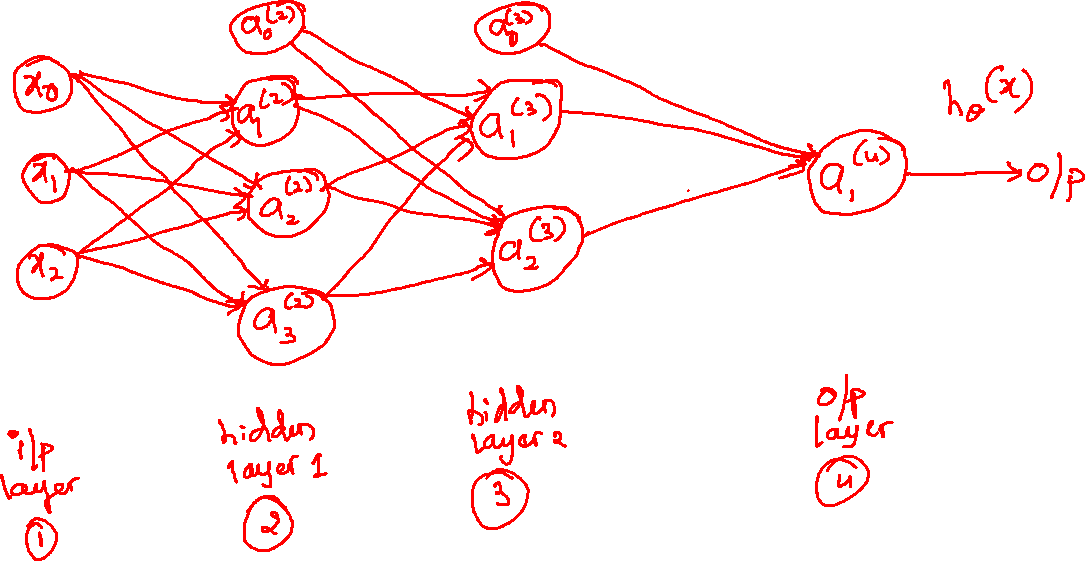 x₀
x₁
x₂
a₀⁽²⁾
a₁⁽²⁾
a₂⁽²⁾
a₃⁽²⁾
a₀⁽³⁾
a₁⁽³⁾
a₂⁽³⁾
a₁⁽⁴⁾
h_θ(x)
o/p
i/p
layer
1
hidden
layer 1
2
hidden
layer 2
3
o/p
layer
4